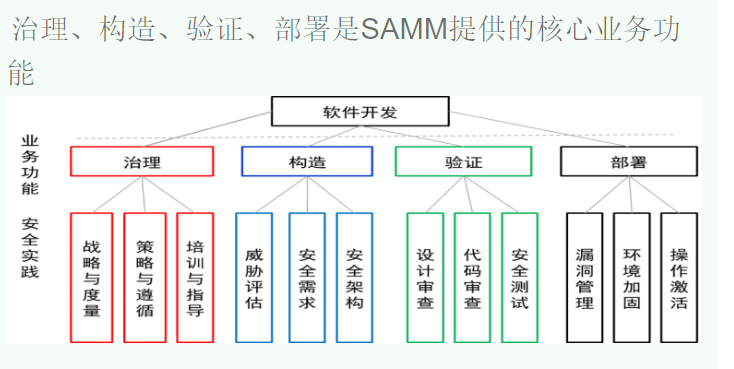 治理、构造、验证、部署是SAMM提供的核心业务功
能
软件开发
业务功能
治理
构造
验证
部署
安全实践
战略与度量
策略与遵循
培训与指导
威胁评估
安全需求
安全架构
设计审查
代码审查
安全测试
漏洞管理
环境加固
操作激活